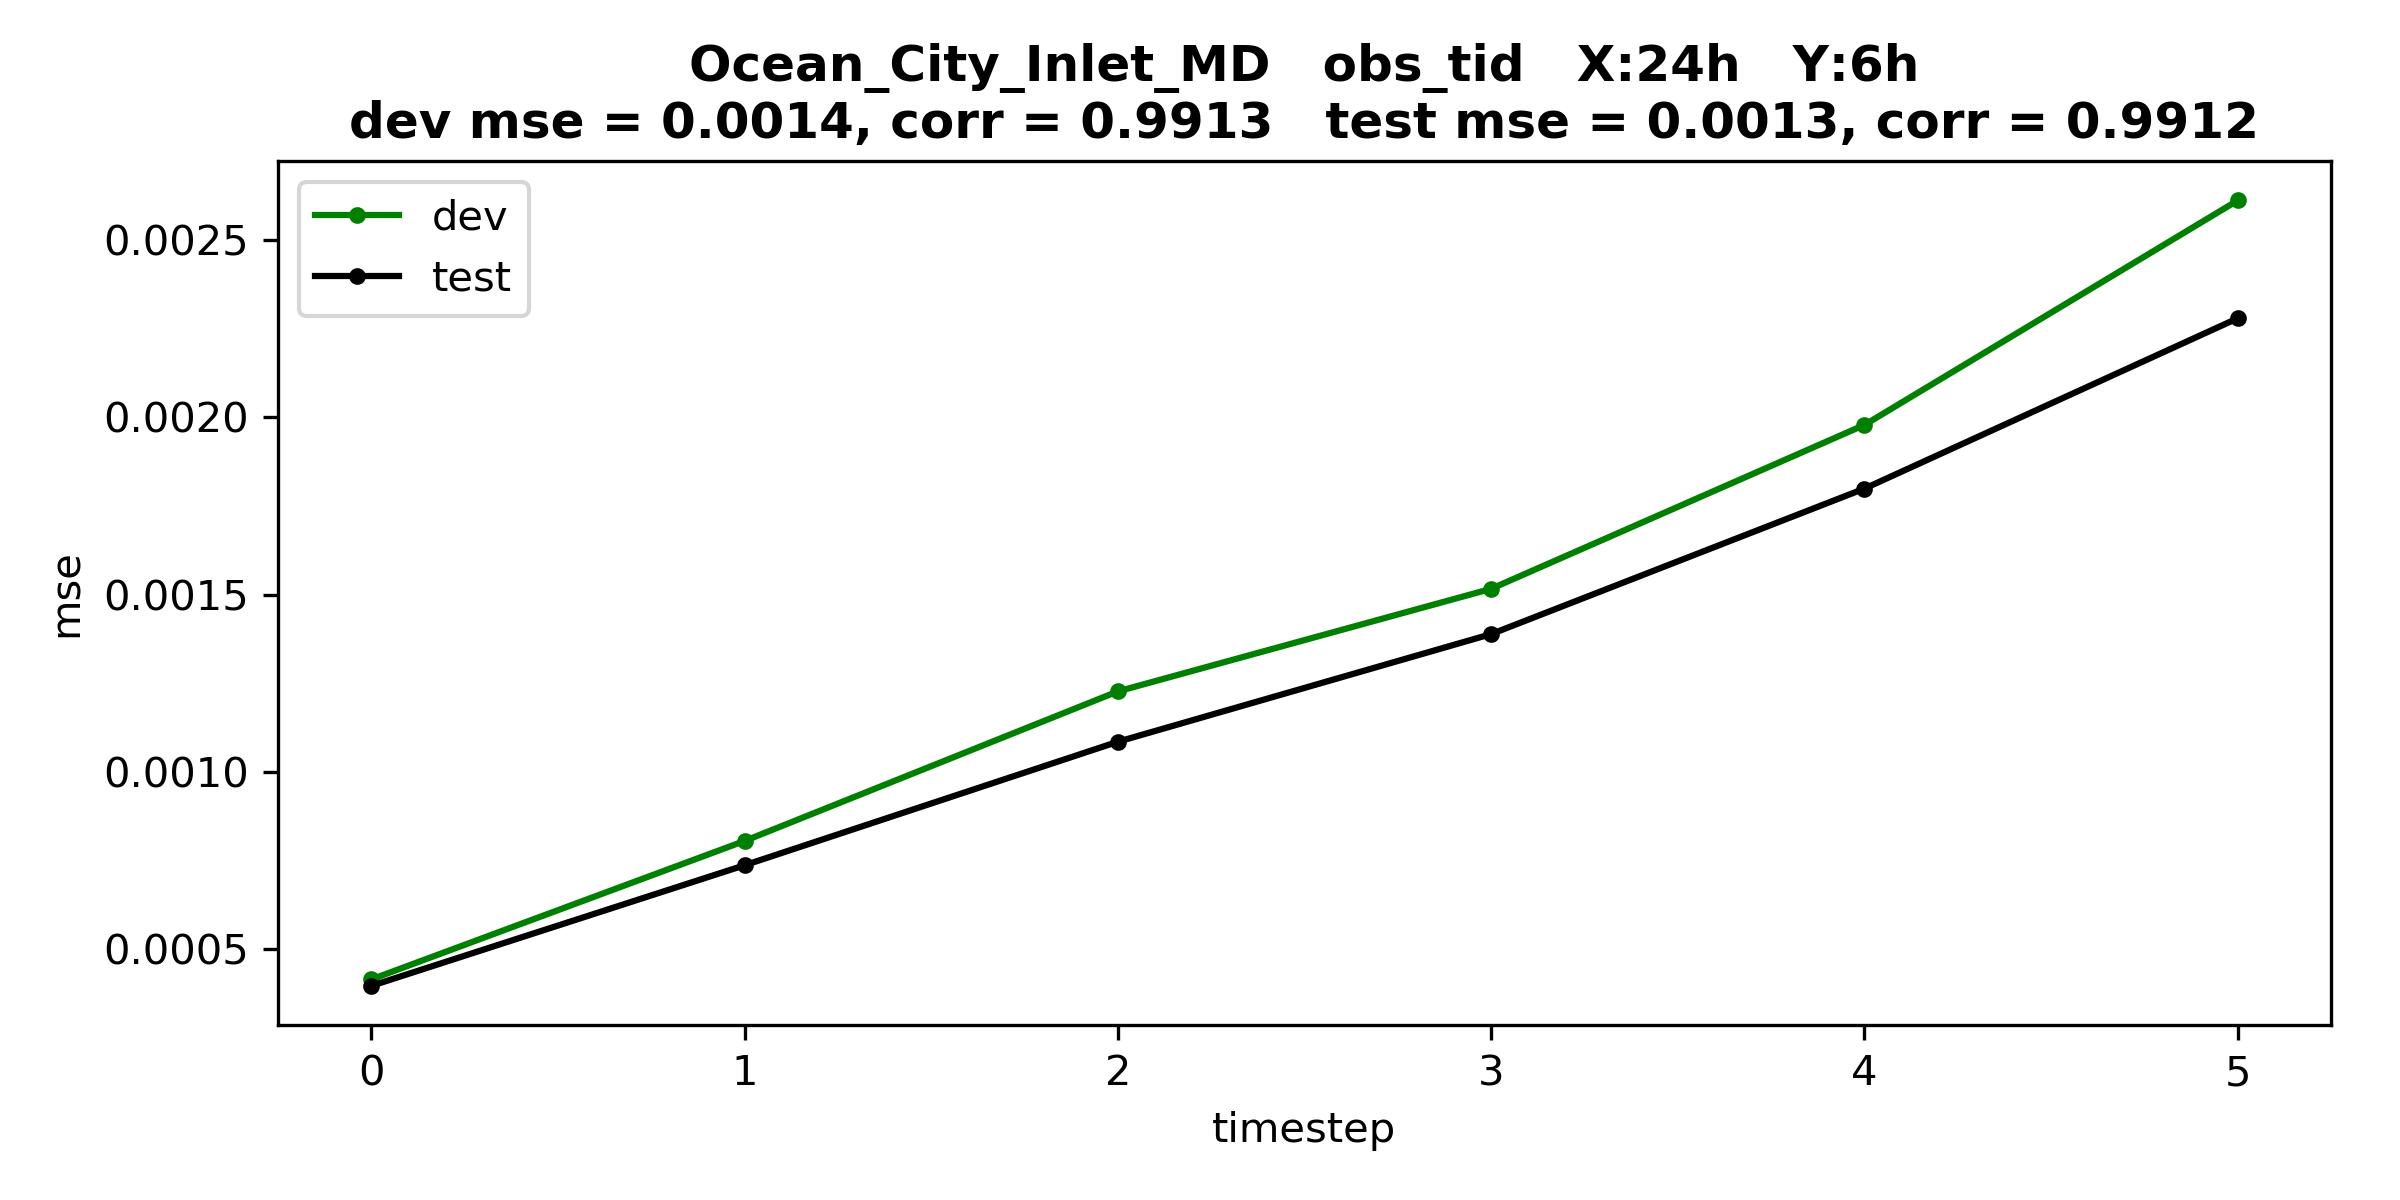 Ocean_City_Inlet_MD   obs_tid   X:24h   Y:6h
dev mse = 0.0014, corr = 0.9913   test mse = 0.0013, corr = 0.9912
dev
test
0.0025
0.0020
0.0015
0.0010
0.0005
mse
0 1 2 3 4 5
timestep